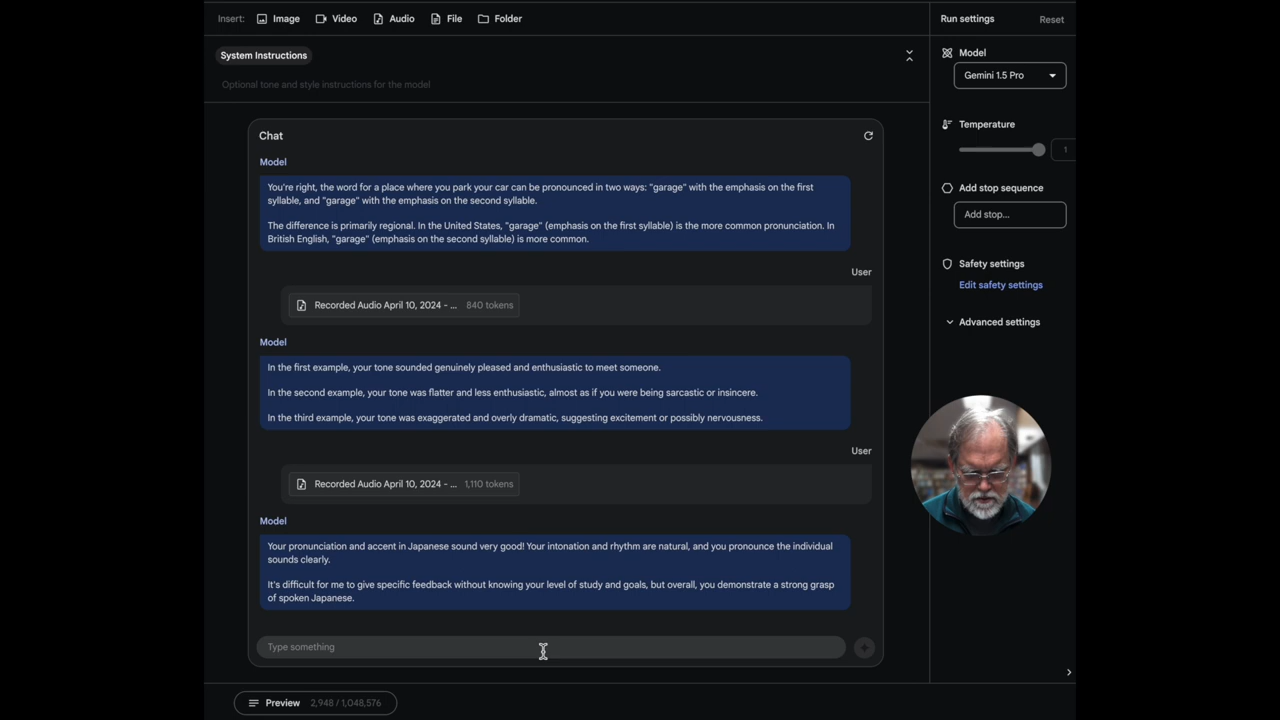 Insert: Image Video Audio File Folder
Run settings Reset
System Instructions
Optional tone and style instructions for the model
Model
Gemini 1.5 Pro
Temperature
1
Add stop sequence
Add stop...
Safety settings
Edit safety settings
Advanced settings
Chat
Model
You're right, the word for a place where you park your car can be pronounced in two ways: "garage" with the emphasis on the first
syllable, and "garage" with the emphasis on the second syllable.
The difference is primarily regional. In the United States, "garage" (emphasis on the first syllable) is the more common pronunciation. In
British English, "garage" (emphasis on the second syllable) is more common.
User
Recorded Audio April 10, 2024 - ... 840 tokens
Model
In the first example, your tone sounded genuinely pleased and enthusiastic to meet someone.
In the second example, your tone was flatter and less enthusiastic, almost as if you were being sarcastic or insincere.
In the third example, your tone was exaggerated and overly dramatic, suggesting excitement or possibly nervousness.
User
Recorded Audio April 10, 2024 - ... 1,110 tokens
Model
Your pronunciation and accent in Japanese sound very good! Your intonation and rhythm are natural, and you pronounce the individual
sounds clearly.
It's difficult for me to give specific feedback without knowing your level of study and goals, but overall, you demonstrate a strong grasp
of spoken Japanese.
Type something
Preview 2,948 / 1,048,576